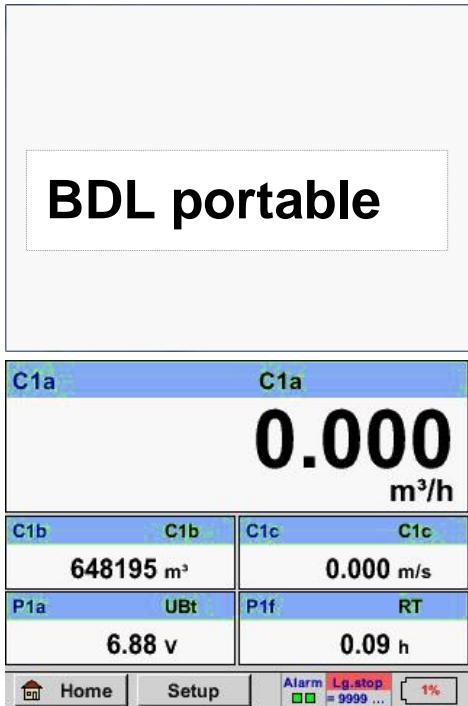 BDL portable
C1a C1a
0.000
m³/h
C1b C1b C1c C1c
648195 m³ 0.000 m/s
P1a UBt P1f RT
6.88 V 0.09 h
Home Setup Alarm Lg.stop 1%
= 9999 ...